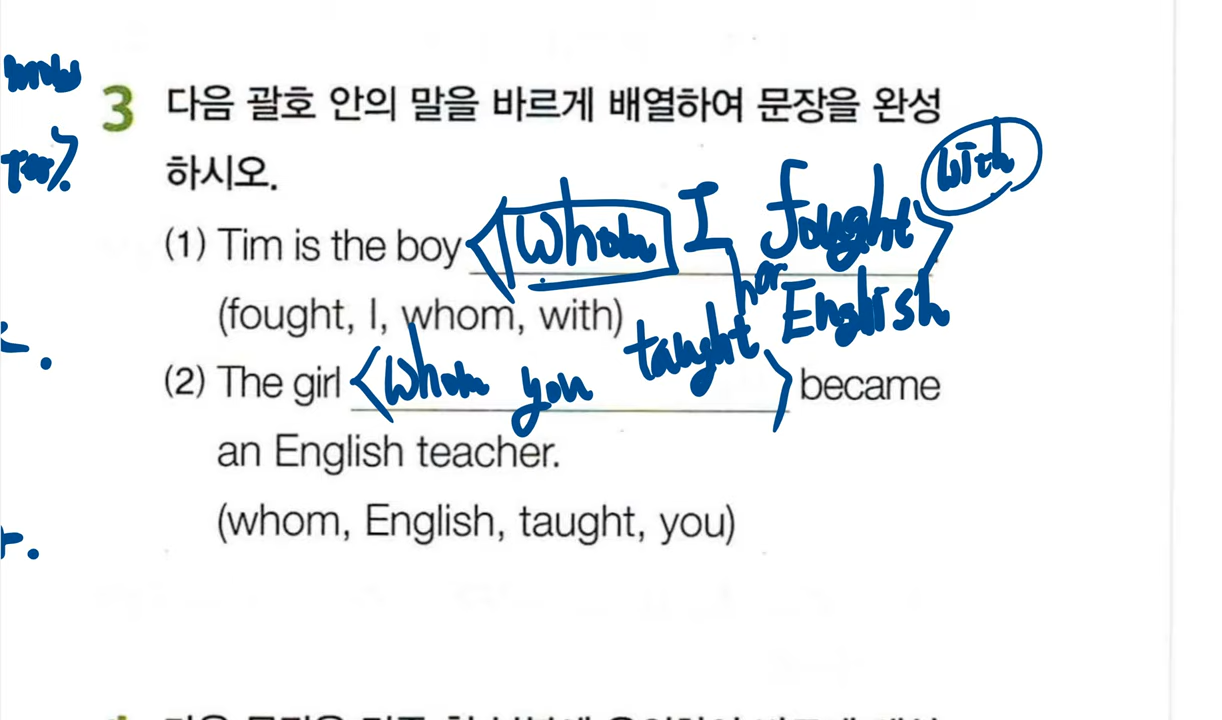 3 다음 괄호 안의 말을 바르게 배열하여 문장을 완성
하시오.
with
(1) Tim is the boy whom I fought
(fought, I, whom, with)
her
taught English
(2) The girl whom you became
an English teacher.
(whom, English, taught, you)